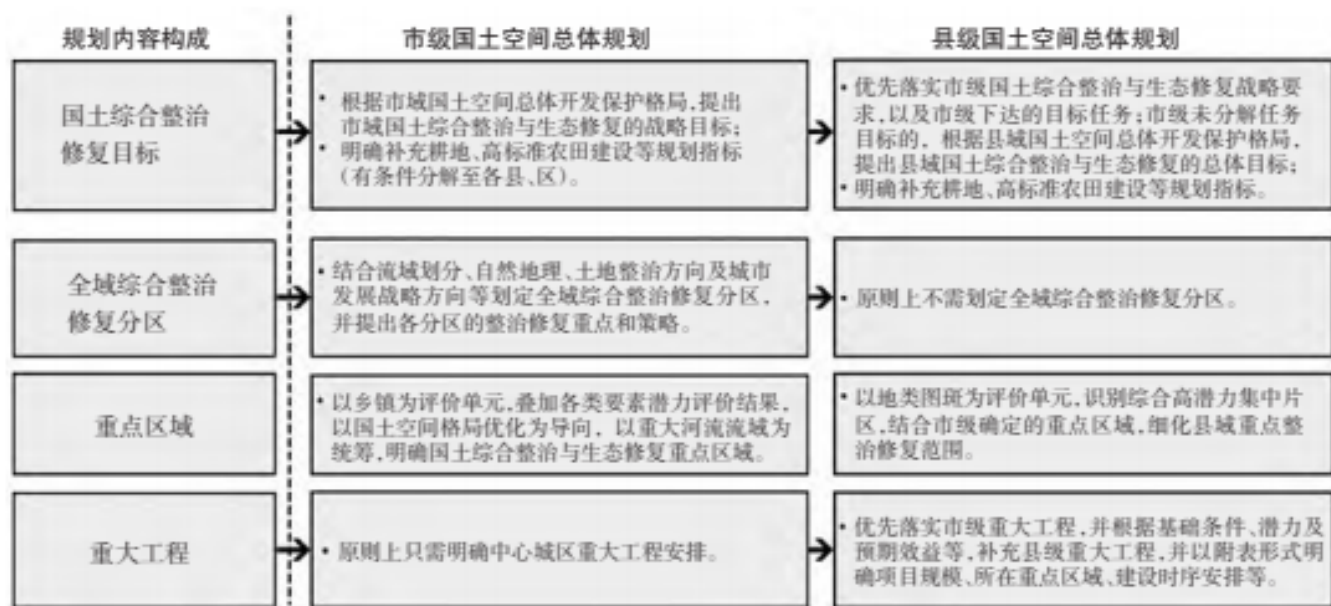 规划内容构成
市级国土空间总体规划
县级国土空间总体规划
国土综合整治
修复目标
• 根据市域国土空间总体开发保护格局,提出
市域国土综合整治与生态修复的战略目标;
• 明确补充耕地、高标准农田建设等规划指标
(有条件分解至各县、区)。
• 优先落实市级国土综合整治与生态修复战略要
求,以及市级下达的目标任务;市级未分解任务
目标的,根据县域国土空间总体开发保护格局,
提出县域国土综合整治与生态修复的总体目标;
• 明确补充耕地、高标准农田建设等规划指标。
全域综合整治
修复分区
• 结合流域划分、自然地理、土地整治方向及城市
发展战略方向等划定全域综合整治修复分区,
并提出各分区的整治修复重点和策略。
• 原则上不需划定全域综合整治修复分区。
重点区域
• 以乡镇为评价单元,叠加各类要素潜力评价结果,
以国土空间格局优化为导向,以重大河流流域为
统筹,明确国土综合整治与生态修复重点区域。
• 以地类图斑为评价单元,识别综合高潜力集中片
区,结合市级确定的重点区域,细化县域重点整
治修复范围。
重大工程
• 原则上只需明确中心城区重大工程安排。
• 优先落实市级重大工程,并根据基础条件、潜力及
预期效益等,补充县级重大工程,并以附表形式明
确项目规模、所在重点区域、建设时序安排等。